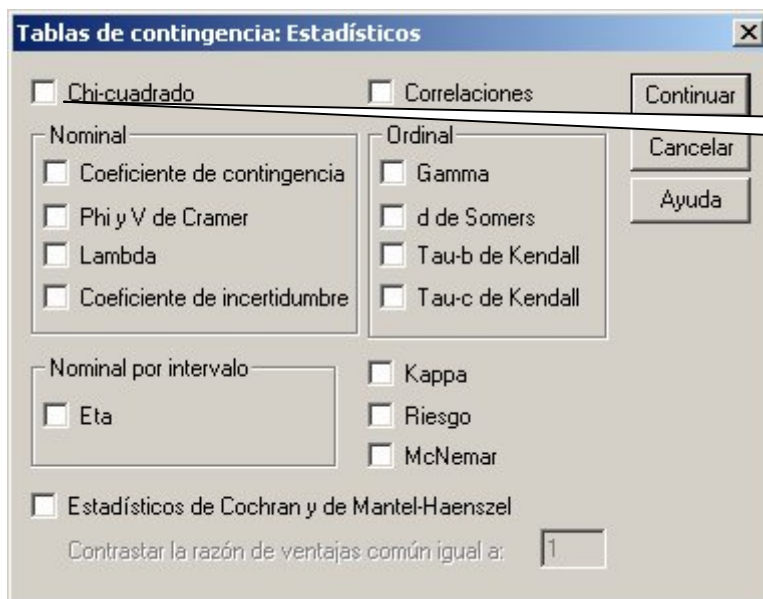 Tablas de contingencia: Estadísticos
Chi-cuadrado
Correlaciones
Continuar
Nominal
Ordinal
Cancelar
Coeficiente de contingencia
Gamma
Ayuda
Phi y V de Cramer
d de Somers
Lambda
Tau-b de Kendall
Coeficiente de incertidumbre
Tau-c de Kendall
Nominal por intervalo
Kappa
Eta
Riesgo
McNemar
Estadísticos de Cochran y de Mantel-Haenszel
Contrastar la razón de ventajas común igual a: 1